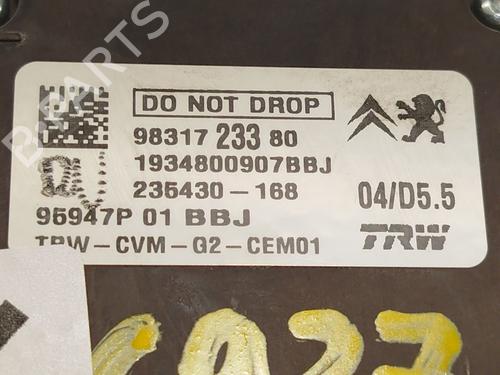 DO NOT DROP
98317 233 80
1934800907BBJ
235430-168
04/D5.5
95947P 01 BBJ
TRW
TRW-CVM-G2-CEM01